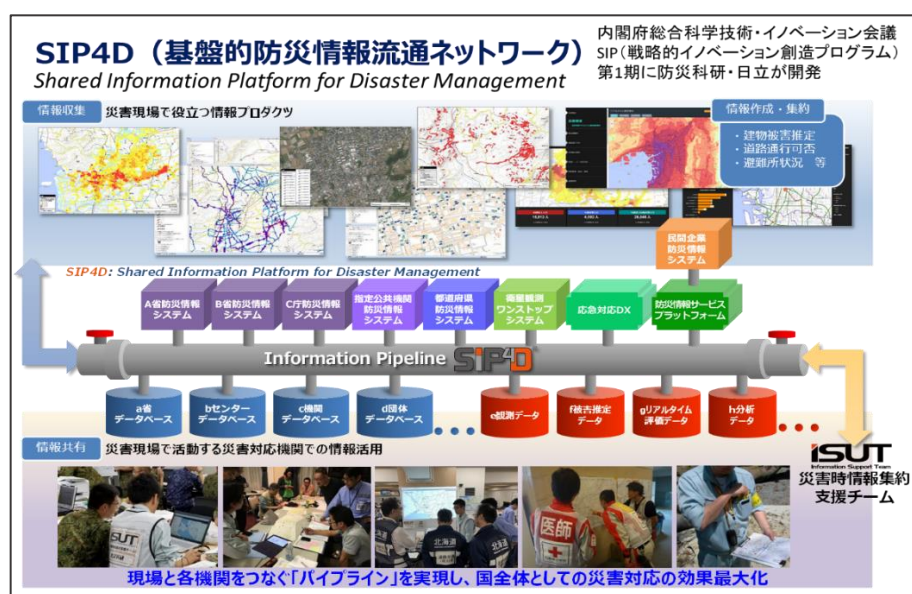 SIP4D（基盤的防災情報流通ネットワーク）
Shared Information Platform for Disaster Management
内閣府総合科学技術・イノベーション会議
SIP（戦略的イノベーション創造プログラム）
第1期に防災科研・日立が開発
情報収集
災害現場で役立つ情報プロダクツ
情報作成・集約
・建物被害推定
・道路通行可否
・避難所状況　等
民間企業
防災情報
システム
SIP4D: Shared Information Platform for Disaster Management
A省防災情報
システム
B省防災情報
システム
C庁防災情報
システム
指定公共機関
防災情報
システム
都道府県
防災情報
システム
衛星観測
ワンストップ
システム
応急対応DX
防災情報サービス
プラットフォーム
Information Pipeline SIP4D
a省
データベース
bセンター
データベース
c機関
データベース
d団体
データベース
e観測データ
f被害推定
データ
gリアルタイム
評価データ
h分析
データ
情報共有
災害現場で活動する災害対応機関での情報活用
ISUT
Information Support Team
災害時情報集約
支援チーム
ISUT
北海道
北海道
医師
現場と各機関をつなぐ「パイプライン」を実現し、国全体としての災害対応の効果最大化